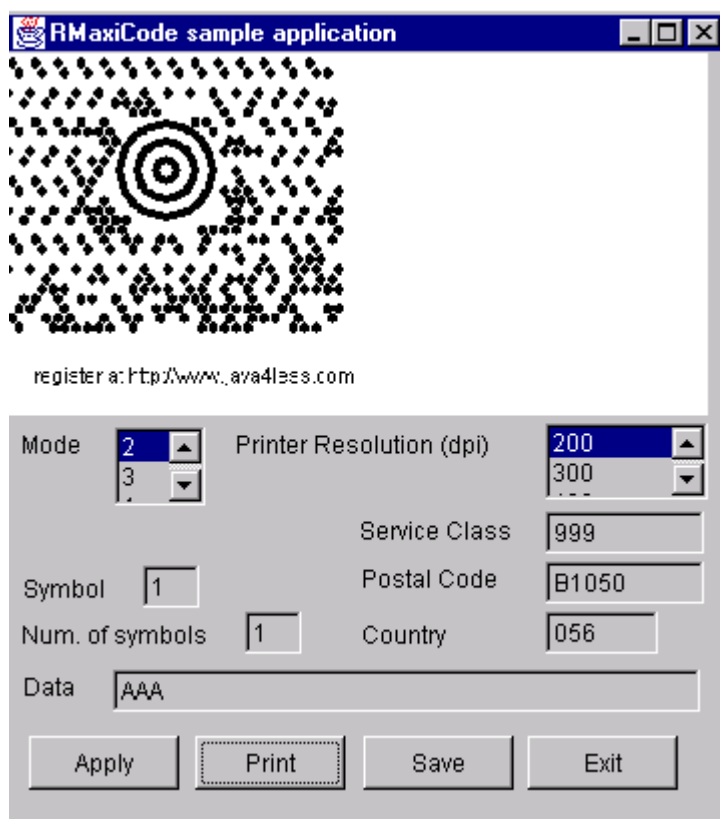 RMaxiCode sample application
register at http://www.java4less.com
Mode 2 Printer Resolution (dpi) 200
3 300
Service Class 999
Symbol 1 Postal Code B1050
Num. of symbols 1 Country 056
Data AAA
Apply Print Save Exit